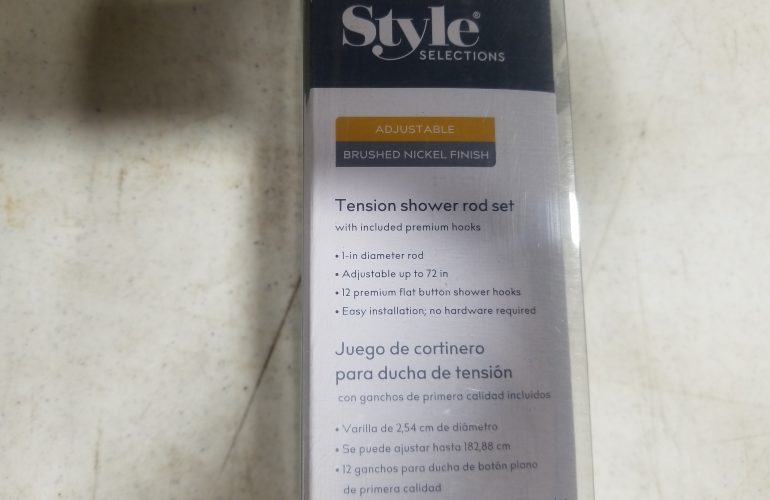 Style®
SELECTIONS
ADJUSTABLE
BRUSHED NICKEL FINISH
Tension shower rod set
with included premium hooks
• 1-in diameter rod
• Adjustable up to 72 in
• 12 premium flat button shower hooks
• Easy installation; no hardware required
Juego de cortinero
para ducha de tensión
con ganchos de primera calidad incluidos
• Varilla de 2,54 cm de diámetro
• Se puede ajustar hasta 182,88 cm
• 12 ganchos para ducha de botón plano
de primera calidad